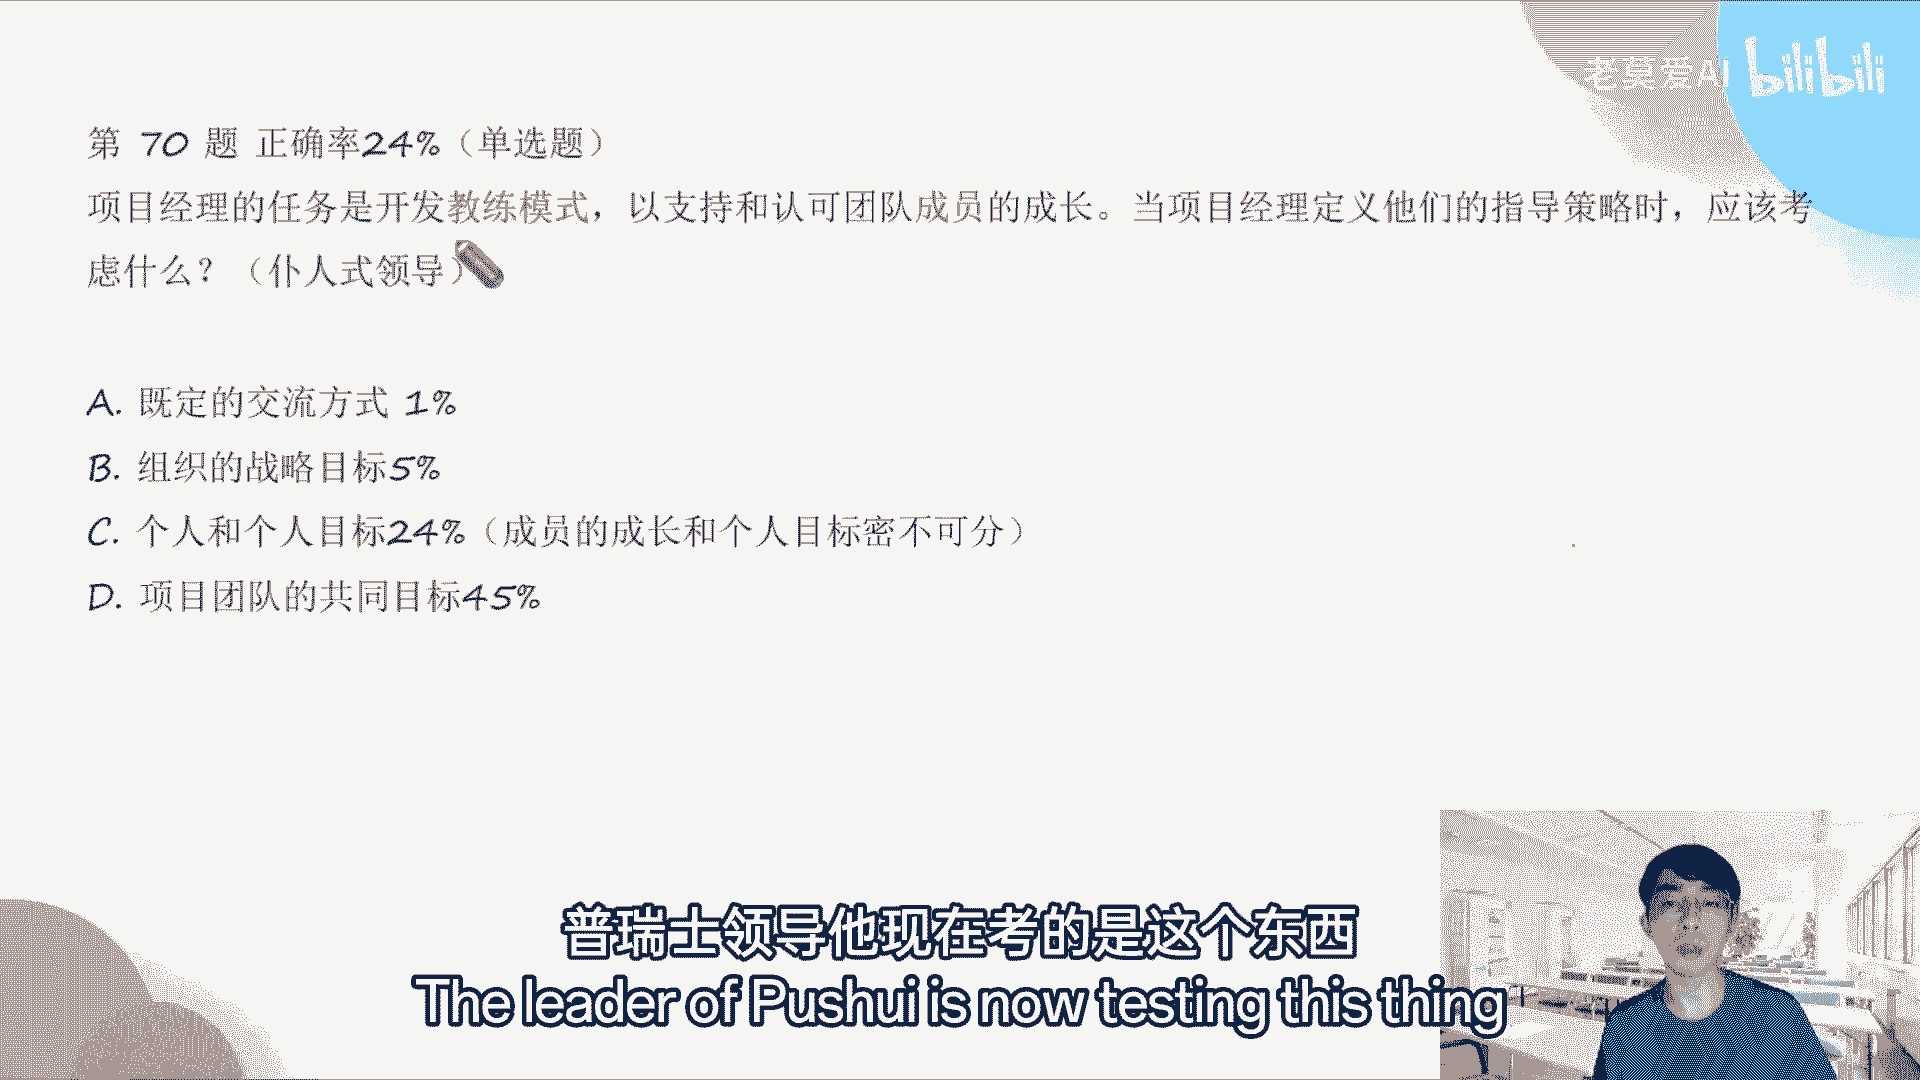 老莫爱AI bilibili
第 70 题 正确率24%（单选题）
项目经理的任务是开发教练模式，以支持和认可团队成员的成长。当项目经理定义他们的指导策略时，应该考
虑什么？（仆人式领导）
A. 既定的交流方式 1%
B. 组织的战略目标5%
C. 个人和个人目标24%（成员的成长和个人目标密不可分）
D. 项目团队的共同目标45%
普瑞士领导他现在考的是这个东西
The leader of Pushui is now testing this thing